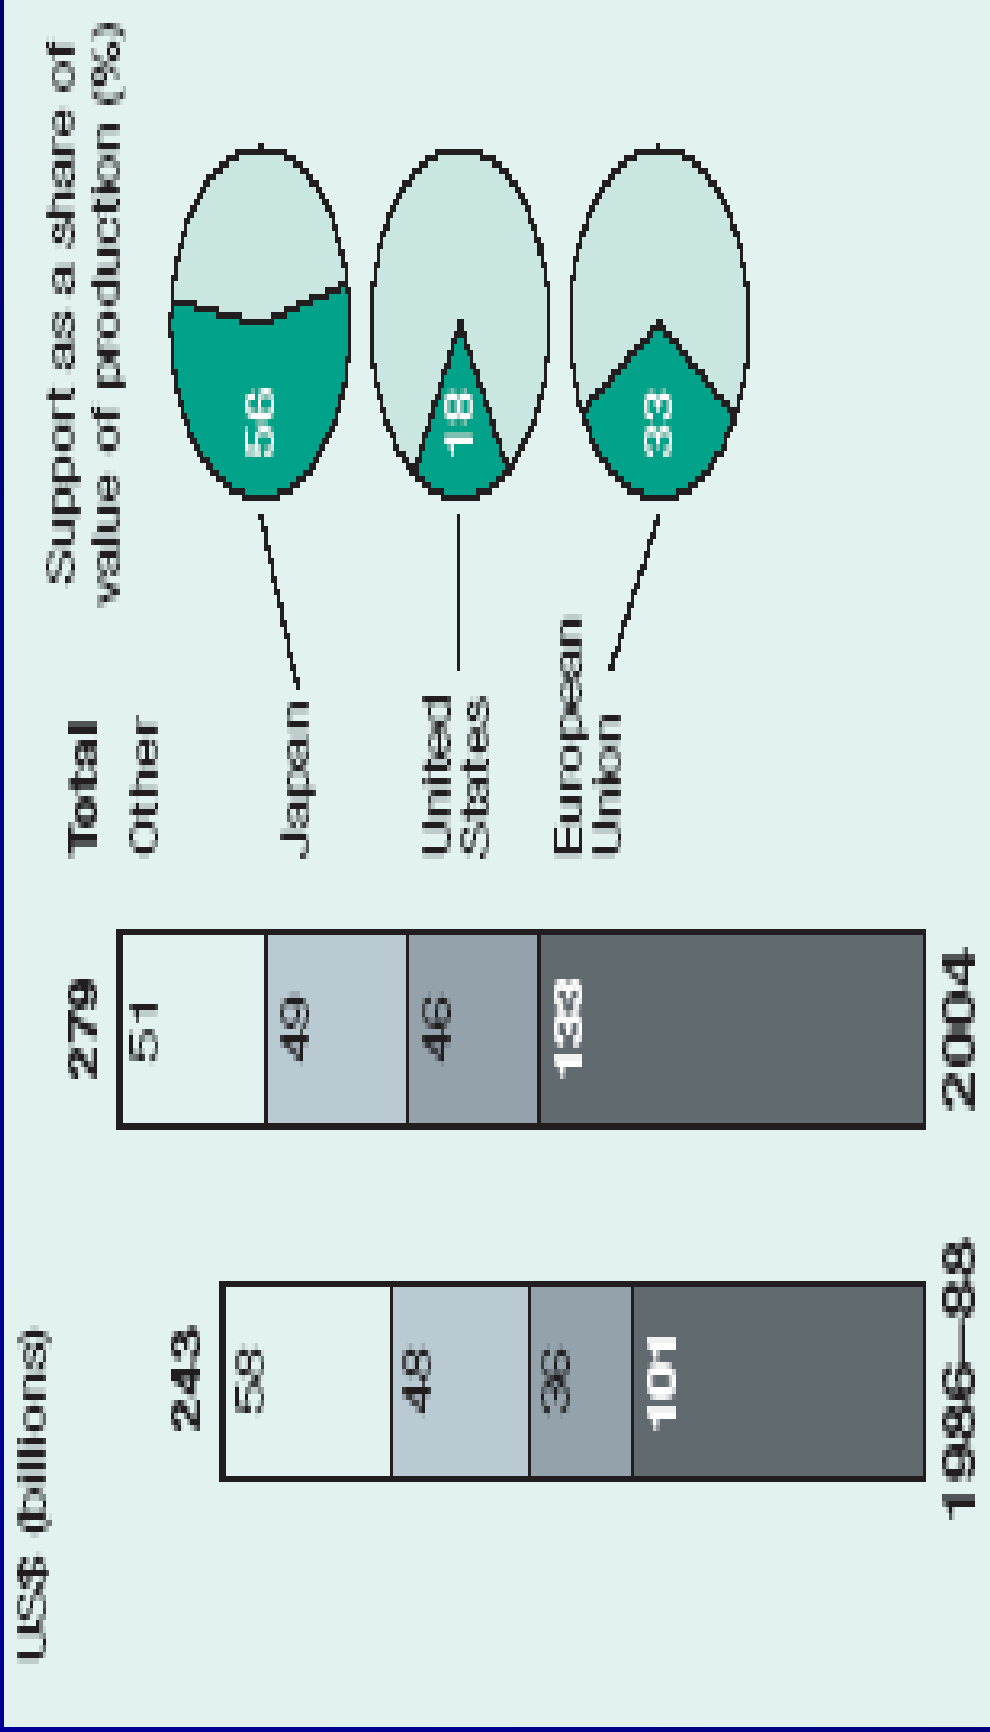 US$ (billions)
Support as a share of
value of production (%)
243
58
48
36
101
1986–88
279
51
49
46
133
2004
Total
Other
Japan
United
States
European
Union
56
18
33